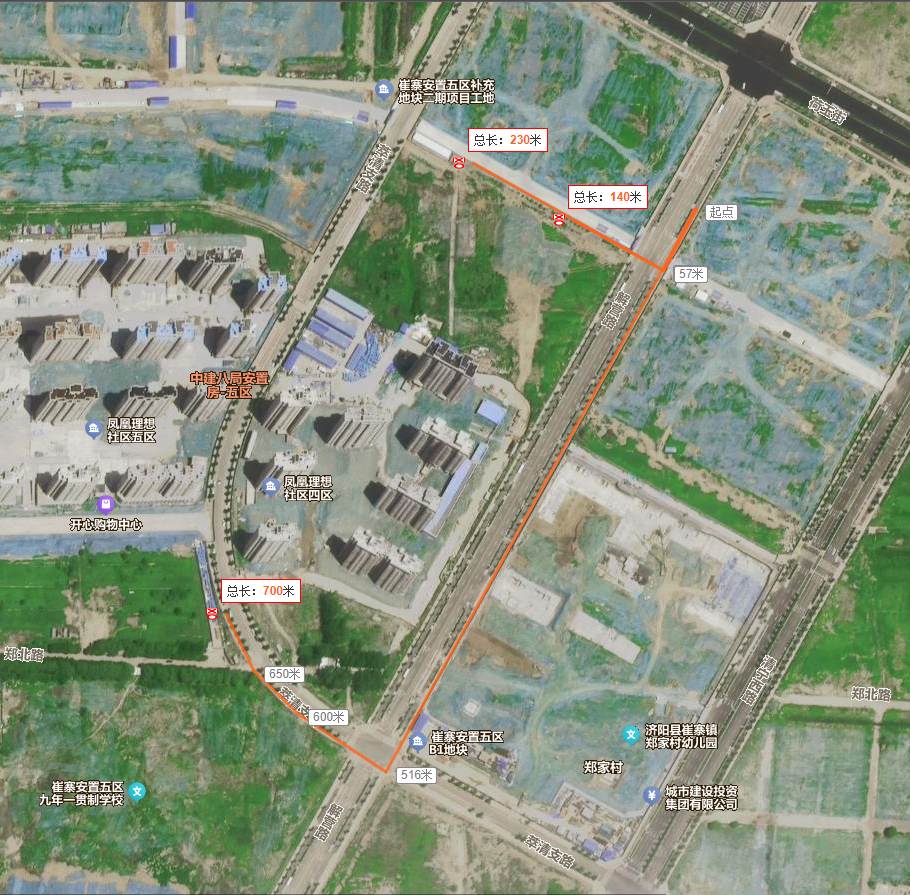 崔寨安置五区补充
地块二期项目工地
荷玉街
总长：230米
总长：140米
起点
57米
中建八局安置
房-五区
凤凰理想
社区五区
凤凰理想
社区四区
开心购物中心
总长：700米
郑北路
650米
600米
516米
崔寨安置五区
B1地块
济阳县崔寨镇
郑家村幼儿园
郑家村
郑北路
崔寨安置五区
九年一贯制学校
城市建设投资
集团有限公司
萃清支路